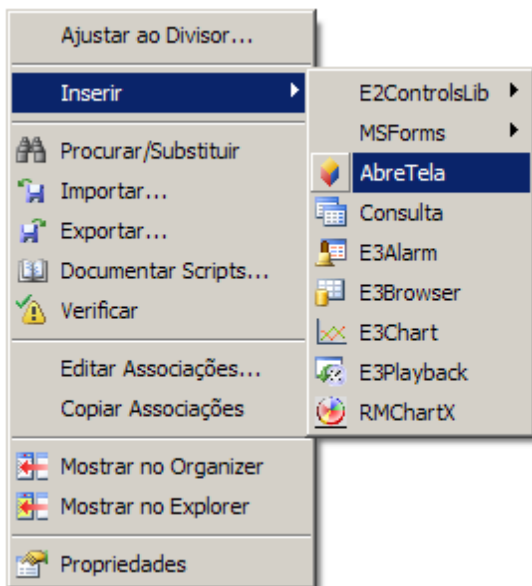 Ajustar ao Divisor...
Inserir
Procurar/Substituir
Importar...
Exportar...
Documentar Scripts...
Verificar
Editar Associações...
Copiar Associações
Mostrar no Organizer
Mostrar no Explorer
Propriedades
E2ControlsLib
MSForms
AbreTela
Consulta
E3Alarm
E3Browser
E3Chart
E3Playback
RMChartX